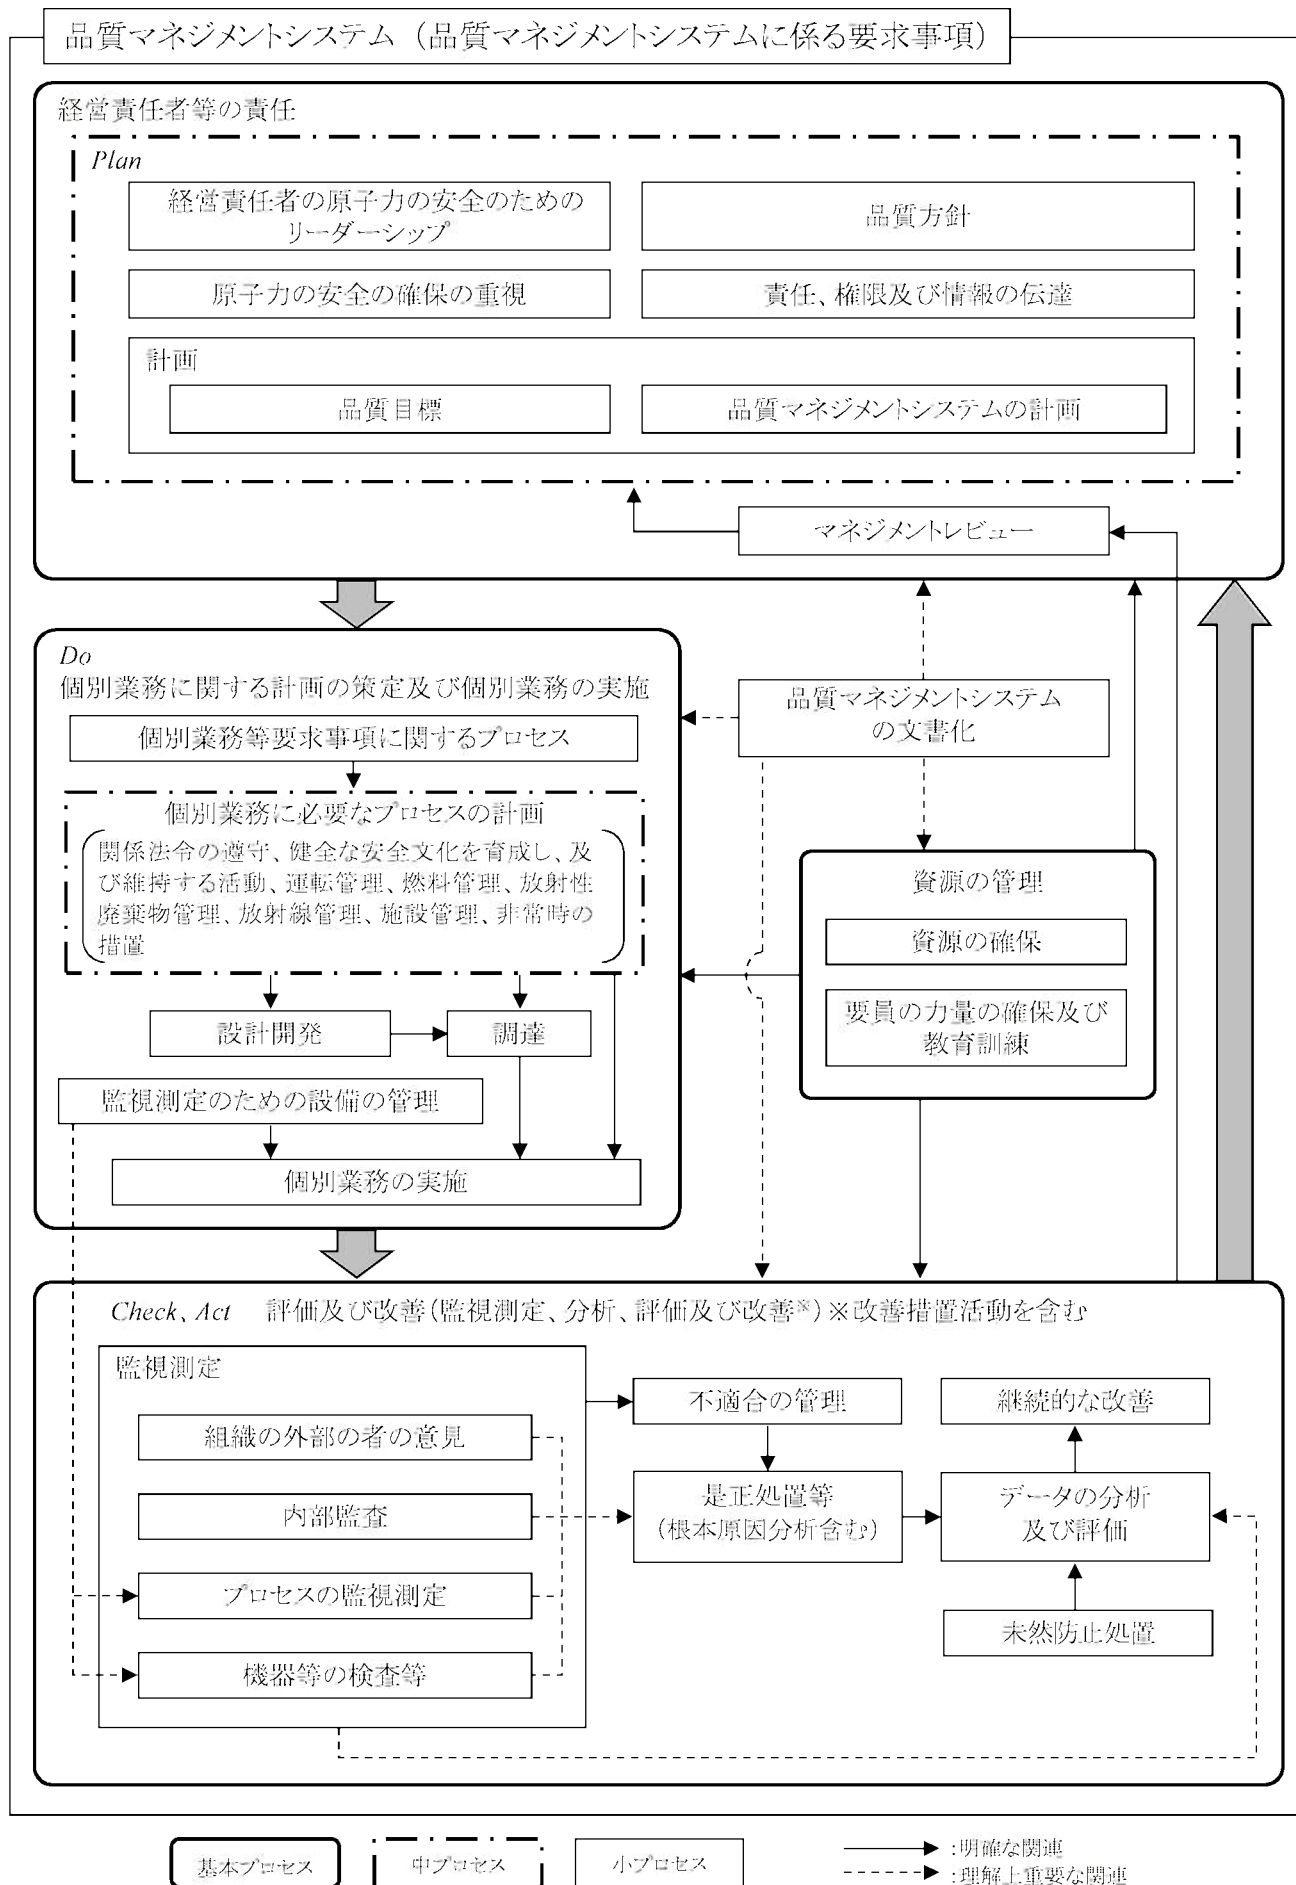 品質マネジメントシステム（品質マネジメントシステムに係る要求事項）
経営責任者等の責任
Plan
経営責任者の原子力の安全のための
リーダーシップ
品質方針
原子力の安全の確保の重視
責任、権限及び情報の伝達
計画
品質目標
品質マネジメントシステムの計画
マネジメントレビュー
Do
個別業務に関する計画の策定及び個別業務の実施
個別業務等要求事項に関するプロセス
個別業務に必要なプロセスの計画
関係法令の遵守、健全な安全文化を育成し、及
び維持する活動、運転管理、燃料管理、放射性
廃棄物管理、放射線管理、施設管理、非常時の
措置
設計開発
調達
監視測定のための設備の管理
個別業務の実施
品質マネジメントシステム
の文書化
資源の管理
資源の確保
要員の力量の確保及び
教育訓練
Check、Act　評価及び改善（監視測定、分析、評価及び改善※）※改善措置活動を含む
監視測定
組織の外部の者の意見
内部監査
プロセスの監視測定
機器等の検査等
不適合の管理
是正処置等
（根本原因分析含む）
継続的な改善
データの分析
及び評価
未然防止処置
基本プロセス
中プロセス
小プロセス
：明確な関連
：理解上重要な関連